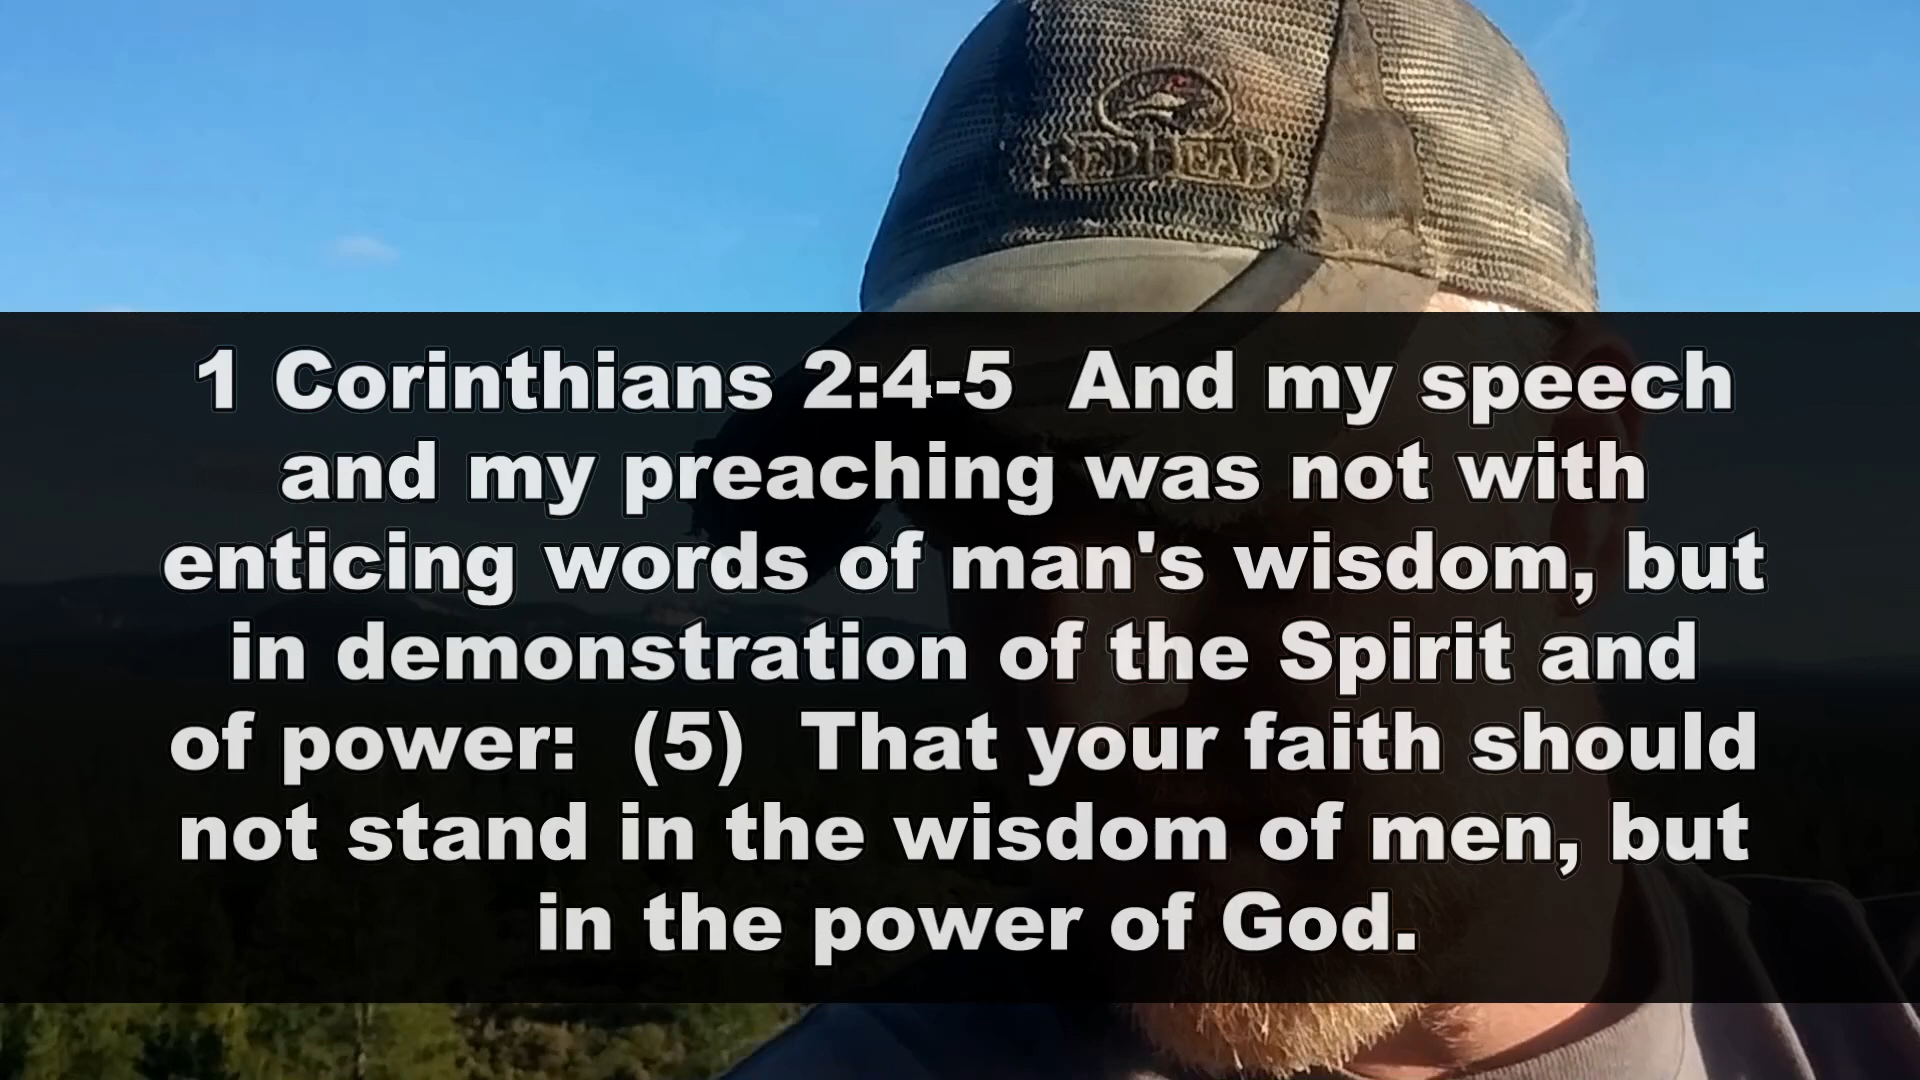 REDHEAD
1 Corinthians 2:4-5  And my speech
and my preaching was not with
enticing words of man's wisdom, but
in demonstration of the Spirit and
of power:  (5)  That your faith should
not stand in the wisdom of men, but
in the power of God.